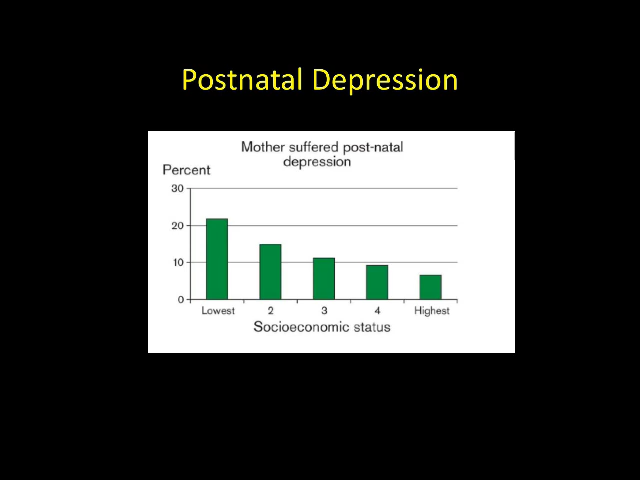 Postnatal Depression
Mother suffered post-natal
depression
Percent
30
20
10
0
Lowest 2 3 4 Highest
Socioeconomic status